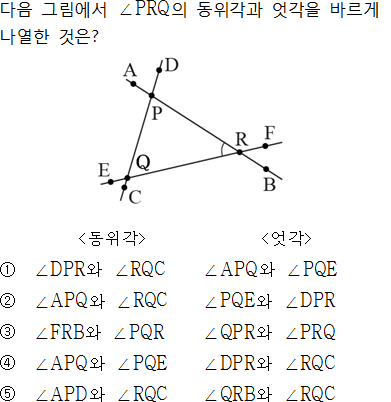 다음 그림에서 ∠PRQ의 동위각과 엇각을 바르게
나열한 것은?
A
D
P
R
F
Q
E
C
B
<동위각> <엇각>
① ∠DPR와 ∠RQC ∠APQ와 ∠PQE
② ∠APQ와 ∠RQC ∠PQE와 ∠DPR
③ ∠FRB와 ∠PQR ∠QPR와 ∠PRQ
④ ∠APQ와 ∠PQE ∠DPR와 ∠RQC
⑤ ∠APD와 ∠RQC ∠QRB와 ∠RQC